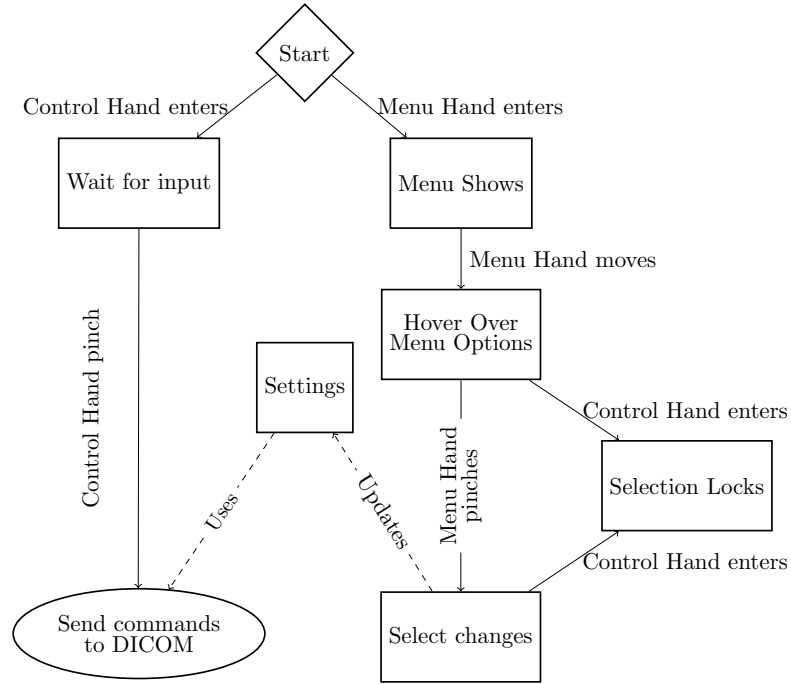 Start
Control Hand enters
Menu Hand enters
Wait for input
Menu Shows
Menu Hand moves
Hover Over
Menu Options
Control Hand pinch
Settings
Control Hand enters
Menu Hand
pinches
Selection Locks
Uses
Updates
Control Hand enters
Send commands
to DICOM
Select changes